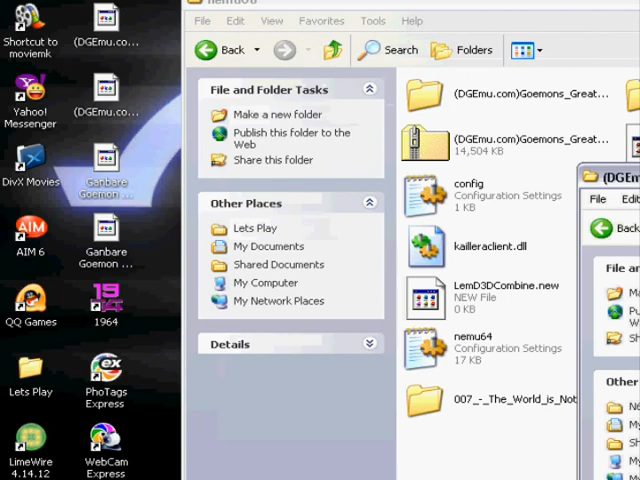 Shortcut to
moviemk
(DGEmu.co...
Yahoo!
Messenger
(DGEmu.co...
DivX Movies
Ganbare
Goemon ...
AIM 6
Ganbare
Goemon ...
QQ Games
19
64
1964
Lets Play
PhoTags
Express
LimeWire
4.14.12
WebCam
Express
File Edit View Favorites Tools Help
Back Search Folders
File and Folder Tasks
Make a new folder
Publish this folder to the
Web
Share this folder
Other Places
Lets Play
My Documents
Shared Documents
My Computer
My Network Places
Details
(DGEmu.com)Goemons_Great...
(DGEmu.com)Goemons_Great...
14,504 KB
config
Configuration Settings
1 KB
kailleraclient.dll
LemD3DCombine.new
NEW File
0 KB
nemu64
Configuration Settings
17 KB
007_-_The_World_is_Not
(DGEm
File Edi
Back
File a
Other